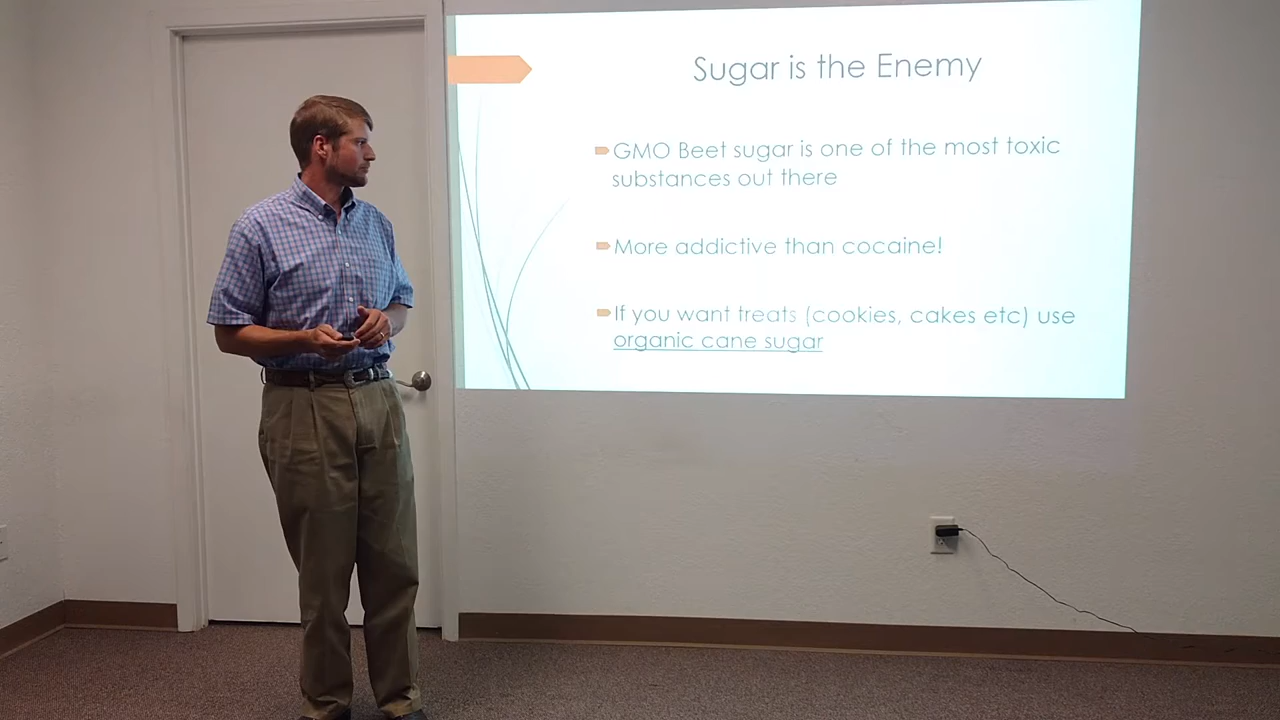 Sugar is the Enemy
GMO Beet sugar is one of the most toxic
substances out there
More addictive than cocaine!
If you want treats (cookies, cakes etc) use
organic cane sugar